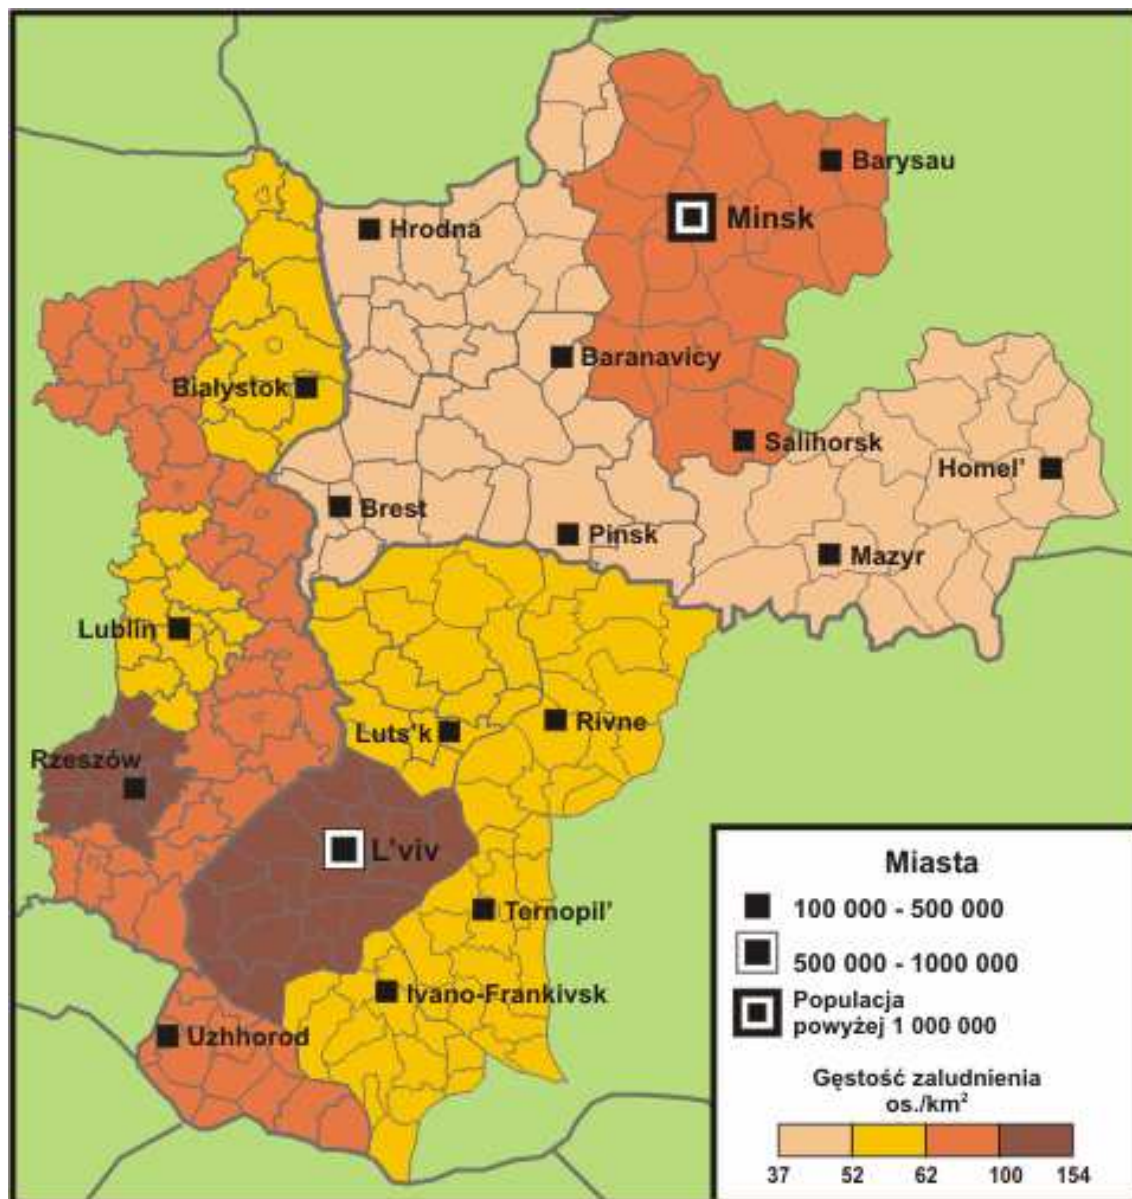 Barysau
Minsk
Hrodna
Baranavicy
Białystok
Salihorsk
Homel'
Brest
Pinsk
Mazyr
Lublin
Luts'k
Rivne
Rzeszów
L'viv
Ternopil'
Ivano-Frankivsk
Uzhhorod
Miasta
100 000 - 500 000
500 000 - 1000 000
Populacja
powyżej 1 000 000
Gęstość zaludnienia
os./km²
37 52 62 100 154